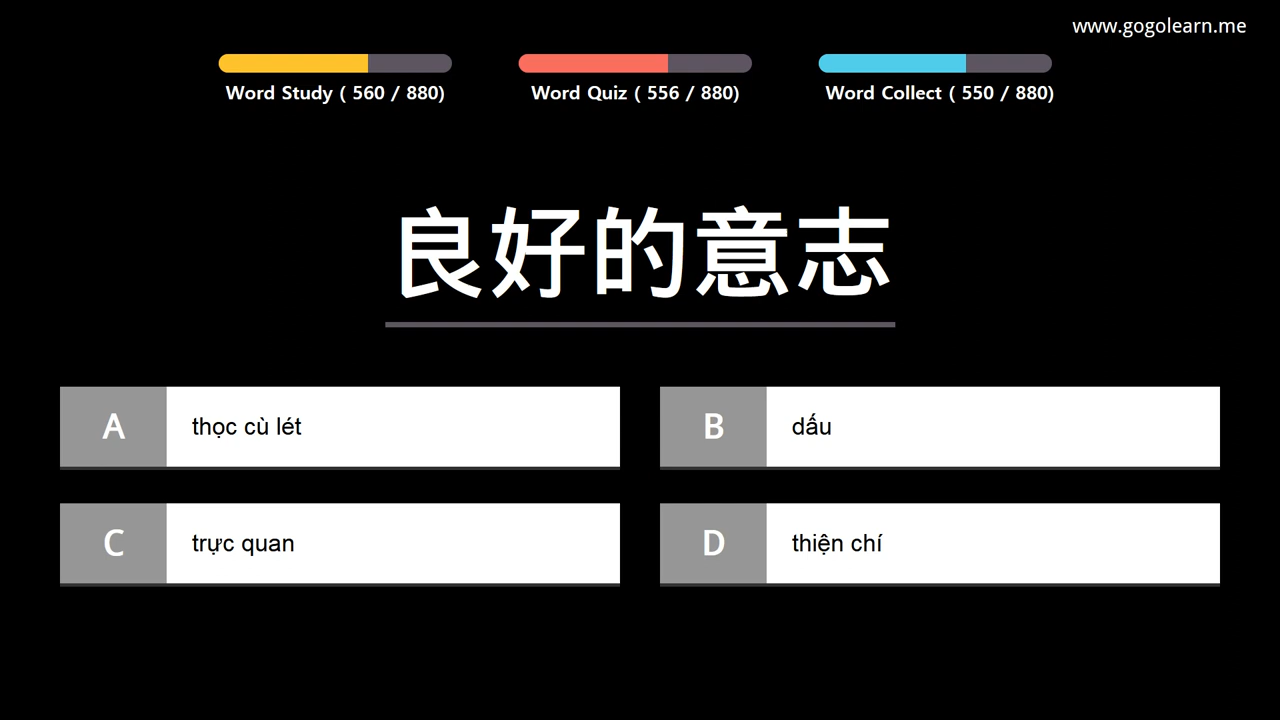 www.gogolearn.me
Word Study ( 560 / 880)
Word Quiz ( 556 / 880)
Word Collect ( 550 / 880)
良好的意志
A thọc cù lét
B dấu
C trực quan
D thiện chí